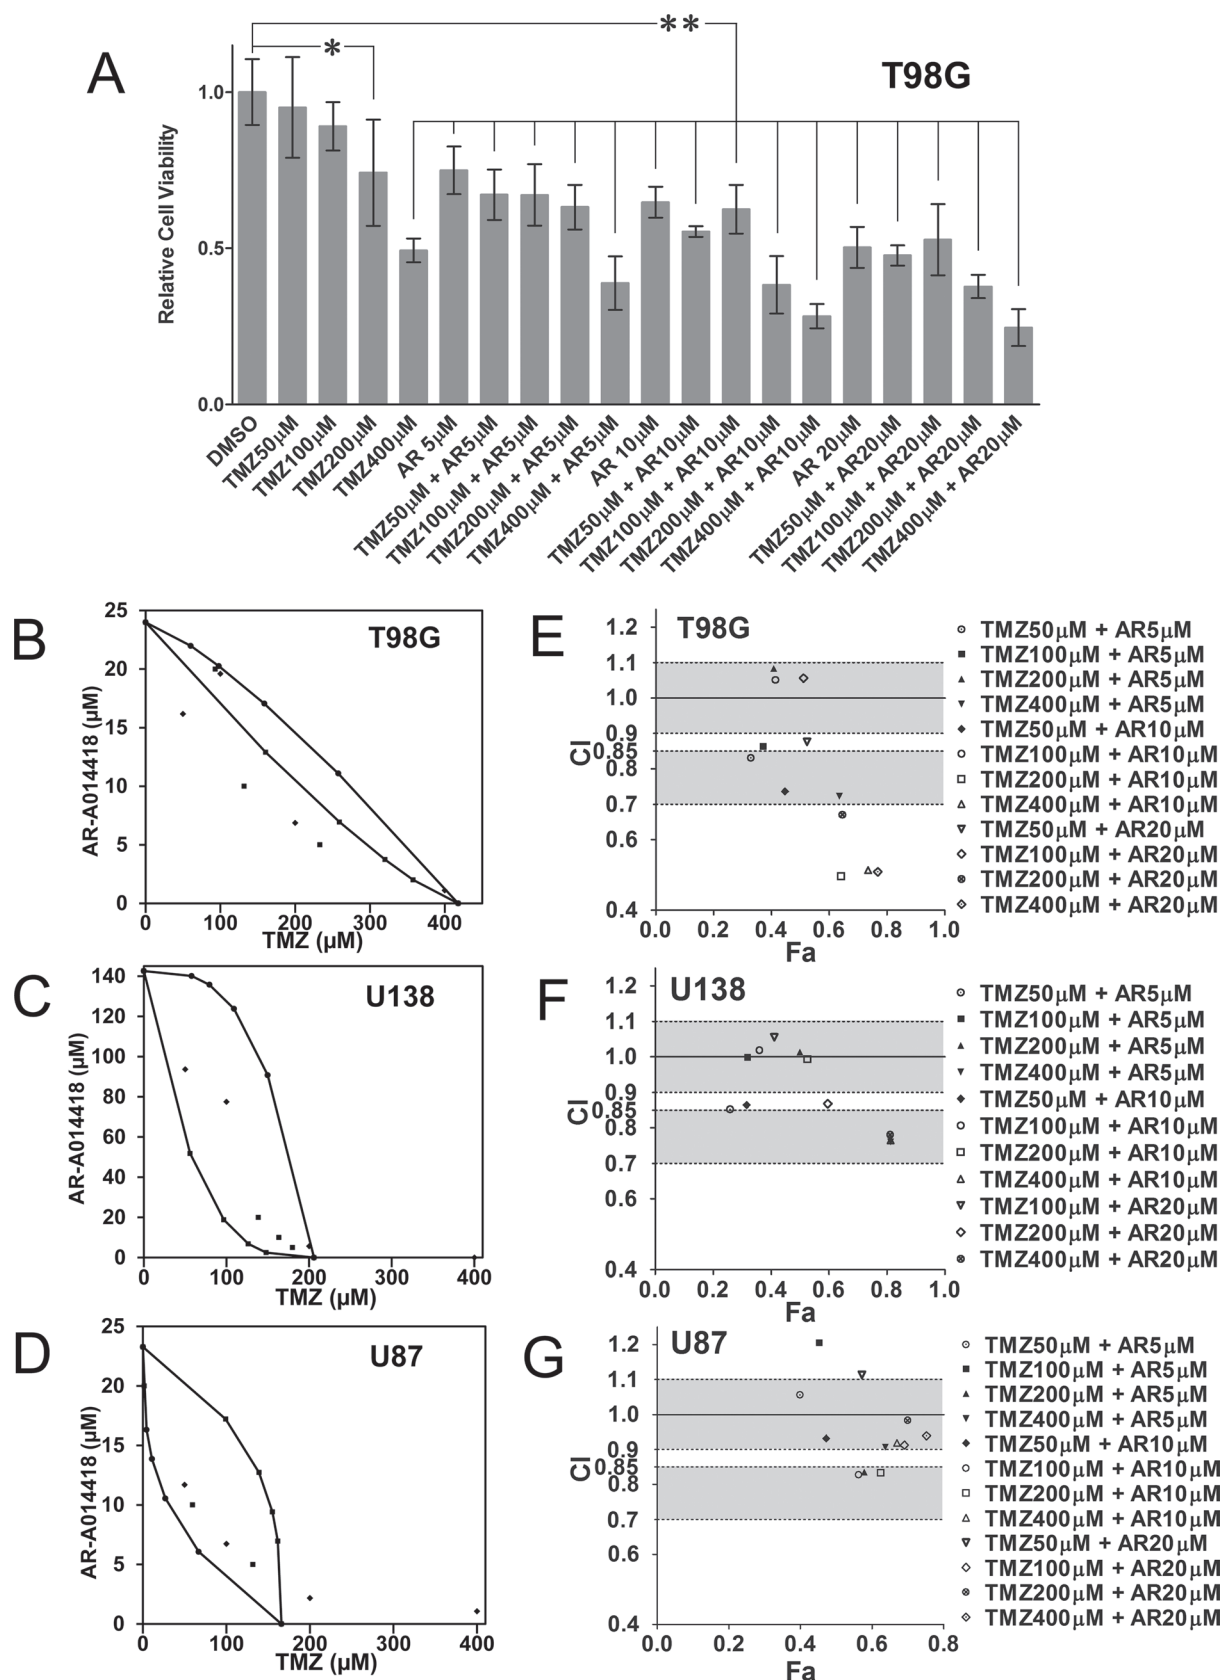 A
T98G
*
**
Relative Cell Viability
1.0
0.5
0.0
DMSO
TMZ50μM
TMZ100μM
TMZ200μM
TMZ400μM
AR 5μM
TMZ50μM + AR5μM
TMZ100μM + AR5μM
TMZ200μM + AR5μM
TMZ400μM + AR5μM
AR 10μM
TMZ50μM + AR10μM
TMZ100μM + AR10μM
TMZ200μM + AR10μM
TMZ400μM + AR10μM
AR 20μM
TMZ50μM + AR20μM
TMZ100μM + AR20μM
TMZ200μM + AR20μM
TMZ400μM + AR20μM
B
T98G
AR-A014418 (μM)
25
20
15
10
5
0
0 100 200 300 400
TMZ (μM)
E
T98G
CI
1.2
1.1
1.0
0.9
0.85
0.8
0.7
0.6
0.4
0.0 0.2 0.4 0.6 0.8 1.0
Fa
TMZ50μM + AR5μM
TMZ100μM + AR5μM
TMZ200μM + AR5μM
TMZ400μM + AR5μM
TMZ50μM + AR10μM
TMZ100μM + AR10μM
TMZ200μM + AR10μM
TMZ400μM + AR10μM
TMZ50μM + AR20μM
TMZ100μM + AR20μM
TMZ200μM + AR20μM
TMZ400μM + AR20μM
C
U138
AR-A014418 (μM)
140
120
100
80
60
40
20
0
0 100 200 300 400
TMZ (μM)
F
U138
CI
1.2
1.1
1.0
0.9
0.85
0.8
0.7
0.6
0.4
0.0 0.2 0.4 0.6 0.8 1.0
Fa
TMZ50μM + AR5μM
TMZ100μM + AR5μM
TMZ200μM + AR5μM
TMZ400μM + AR5μM
TMZ50μM + AR10μM
TMZ100μM + AR10μM
TMZ200μM + AR10μM
TMZ400μM + AR10μM
TMZ100μM + AR20μM
TMZ200μM + AR20μM
TMZ400μM + AR20μM
D
U87
AR-A014418 (μM)
25
20
15
10
5
0
0 100 200 300 400
TMZ (μM)
G
U87
CI
1.2
1.1
1.0
0.9
0.85
0.8
0.7
0.6
0.4
0.0 0.2 0.4 0.6 0.8
Fa
TMZ50μM + AR5μM
TMZ100μM + AR5μM
TMZ200μM + AR5μM
TMZ400μM + AR5μM
TMZ50μM + AR10μM
TMZ100μM + AR10μM
TMZ200μM + AR10μM
TMZ400μM + AR10μM
TMZ50μM + AR20μM
TMZ100μM + AR20μM
TMZ200μM + AR20μM
TMZ400μM + AR20μM